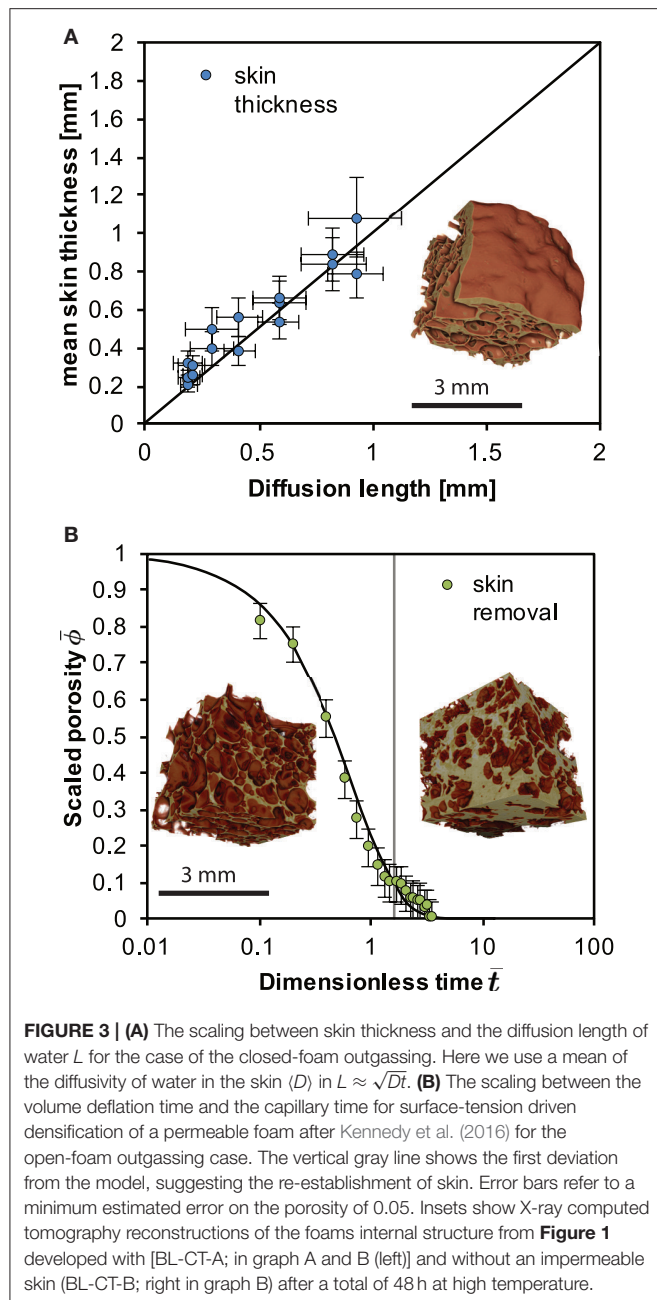 A
2
1.8
1.6
1.4
1.2
1
0.8
0.6
0.4
0.2
0
mean skin thickness [mm]
skin
thickness
3 mm
0
0.5
1
1.5
2
Diffusion length [mm]
B
1
0.9
0.8
0.7
0.6
0.5
0.4
0.3
0.2
0.1
0
Scaled porosity ϕ̄
skin
removal
3 mm
0.01
0.1
1
10
100
Dimensionless time t̄
FIGURE 3 | (A) The scaling between skin thickness and the diffusion length of
water L for the case of the closed-foam outgassing. Here we use a mean of
the diffusivity of water in the skin ⟨D⟩ in L ≈ √Dt. (B) The scaling between the
volume deflation time and the capillary time for surface-tension driven
densification of a permeable foam after Kennedy et al. (2016) for the
open-foam outgassing case. The vertical gray line shows the first deviation
from the model, suggesting the re-establishment of skin. Error bars refer to a
minimum estimated error on the porosity of 0.05. Insets show X-ray computed
tomography reconstructions of the foams internal structure from Figure 1
developed with [BL-CT-A; in graph A and B (left)] and without an impermeable
skin (BL-CT-B; right in graph B) after a total of 48 h at high temperature.